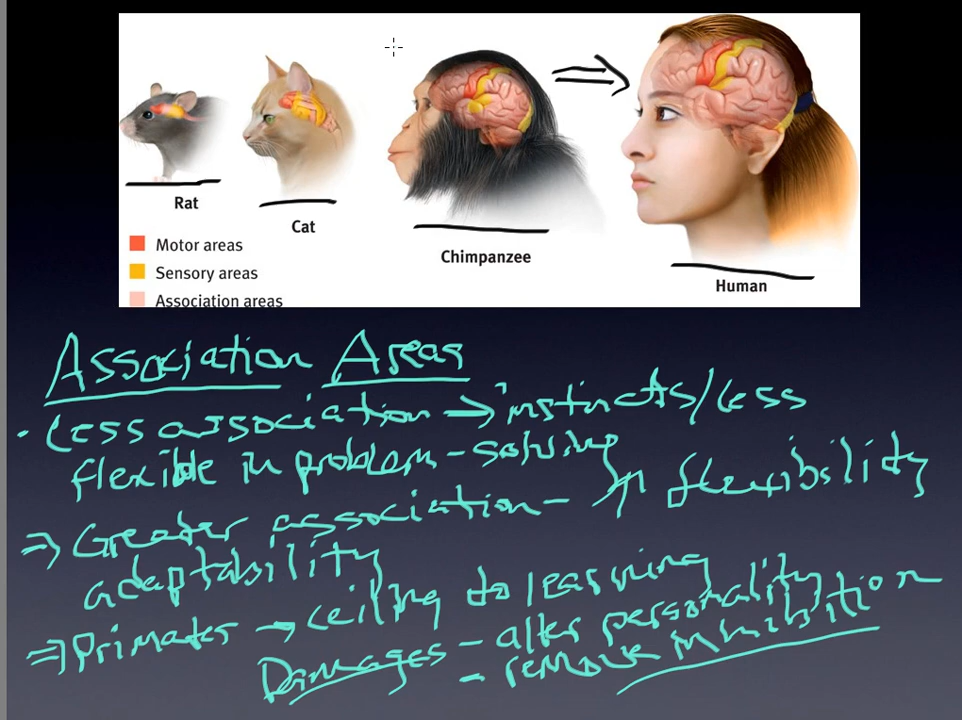 Rat
Cat
Chimpanzee
Human
Motor areas
Sensory areas
Association areas
Association Areas
· Less association → instincts/less
flexible in problem-solving
⇒ Greater association - ↑ flexibility
adaptability
⇒ Primates → ceiling to learning
Damages - alter personality
- remove inhibition